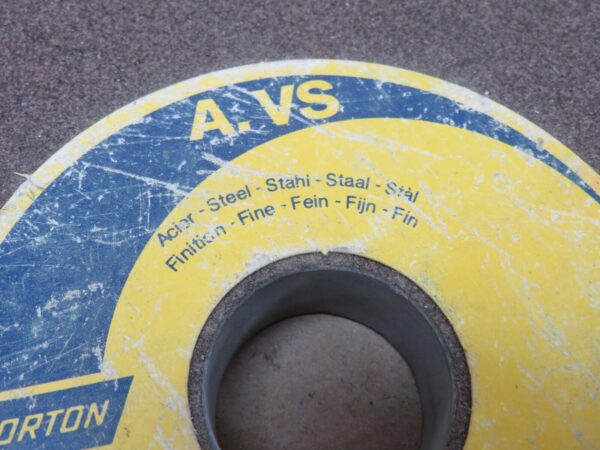 A.VS
Acier - Steel - Stahl - Staal - Stål
Finition - Fine - Fein - Fijn - Fin
ORTON